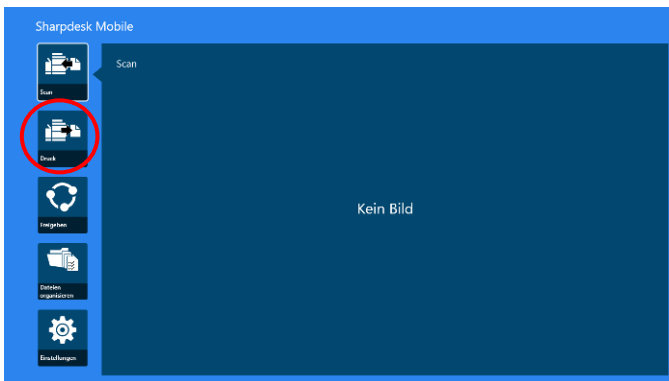 Sharpdesk Mobile
Scan
Scan
Druck
Freigeben
Kein Bild
Dateien
organisieren
Einstellungen